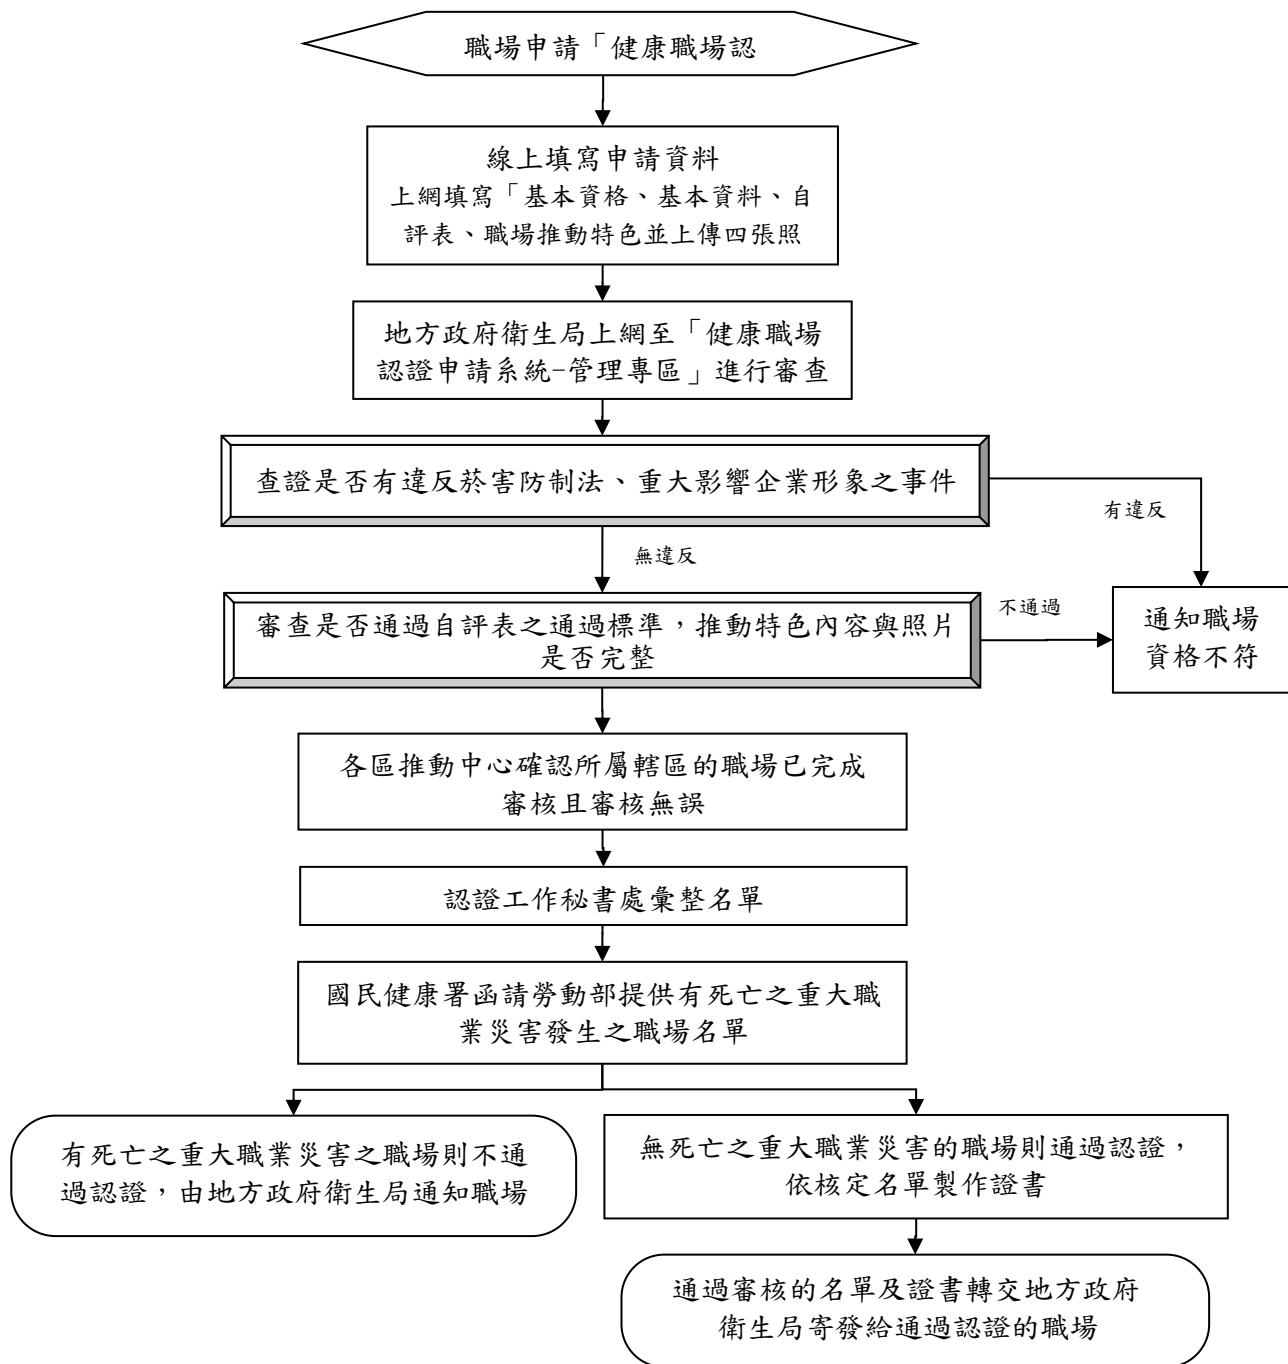 職場申請「健康職場認
線上填寫申請資料
上網填寫「基本資格、基本資料、自
評表、職場推動特色並上傳四張照
地方政府衛生局上網至「健康職場
認證申請系統-管理專區」進行審查
查證是否有違反菸害防制法、重大影響企業形象之事件
有違反
無違反
審查是否通過自評表之通過標準，推動特色內容與照片
是否完整
不通過
通知職場
資格不符
各區推動中心確認所屬轄區的職場已完成
審核且審核無誤
認證工作秘書處彙整名單
國民健康署函請勞動部提供有死亡之重大職
業災害發生之職場名單
有死亡之重大職業災害之職場則不通
過認證，由地方政府衛生局通知職場
無死亡之重大職業災害的職場則通過認證，
依核定名單製作證書
通過審核的名單及證書轉交地方政府
衛生局寄發給通過認證的職場